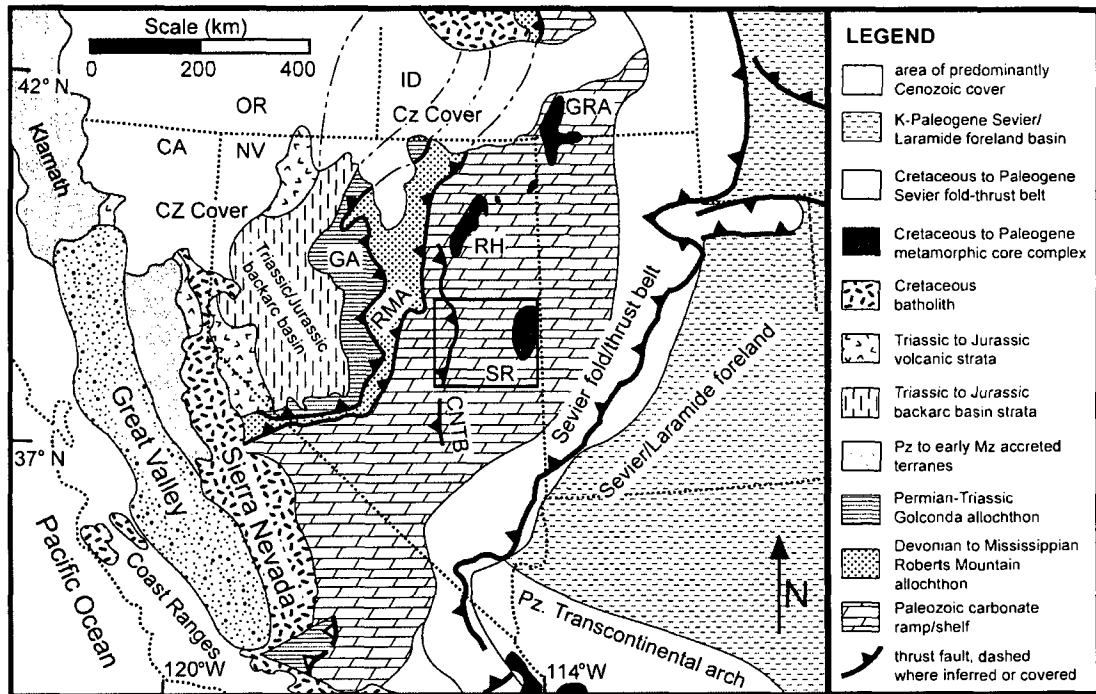 Scale (km)
0 200 400
42° N
OR
ID
Cz Cover
GRA
CA
NV
Klamath
CZ Cover
Triassic/Jurassic
backarc basin
GA
RMA
RH
SR
CNTB
Sevier fold/thrust belt
Sevier/Laramide foreland
37° N
Great Valley
Sierra Nevada
Pacific Ocean
Coast Ranges
Pz. Transcontinental arch
120°W
114°W
N
LEGEND
area of predominantly
Cenozoic cover
K-Paleogene Sevier/
Laramide foreland basin
Cretaceous to Paleogene
Sevier fold-thrust belt
Cretaceous to Paleogene
metamorphic core complex
Cretaceous
batholith
Triassic to Jurassic
volcanic strata
Triassic to Jurassic
backarc basin strata
Pz to early Mz accreted
terranes
Permian-Triassic
Golconda allochthon
Devonian to Mississippian
Roberts Mountain
allochthon
Paleozoic carbonate
ramp/shelf
thrust fault, dashed
where inferred or covered